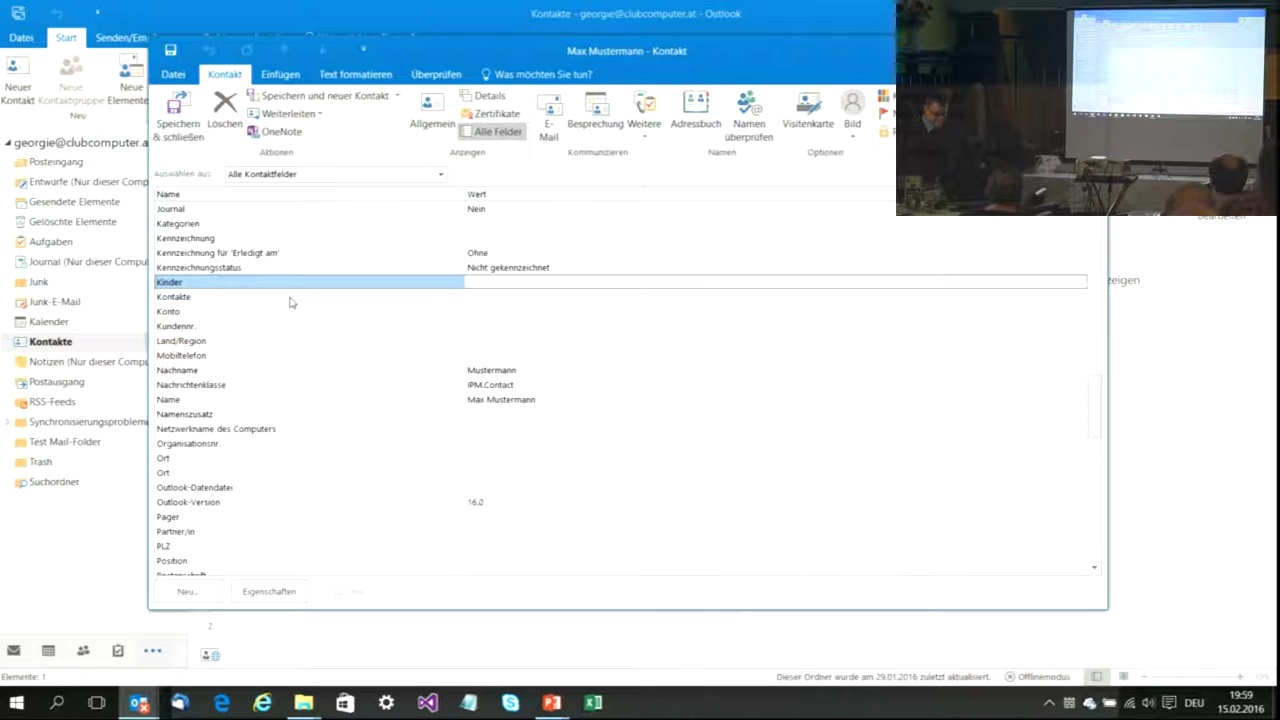 Kontakte - georgie@clubcomputer.at - Outlook
Datei
Start
Senden/Em
Max Mustermann - Kontakt
Datei
Kontakt
Einfügen
Text formatieren
Überprüfen
Was möchten Sie tun?
Neuer Kontakt
Neue Kontaktgruppe
Neue Elemente
Neu
Speichern & schließen
Löschen
Speichern und neuer Kontakt
Weiterleiten
OneNote
Aktionen
Allgemein
Details
Zertifikate
Alle Felder
Anzeigen
E-Mail
Besprechung
Weitere
Kommunizieren
Adressbuch
Namen überprüfen
Namen
Visitenkarte
Bild
Optionen
georgie@clubcomputer.a
Posteingang
Entwürfe (Nur dieser Comp
Gesendete Elemente
Gelöschte Elemente
Aufgaben
Journal (Nur dieser Comput
Junk
Junk-E-Mail
Kalender
Kontakte
Notizen (Nur dieser Compu
Postausgang
RSS-Feeds
Synchronisierungsprobleme
Test Mail-Folder
Trash
Suchordner
Auswählen aus
Alle Kontaktfelder
Name Wert
Journal Nein
Kategorien
Kennzeichnung
Kennzeichnung für 'Erledigt am' Ohne
Kennzeichnungsstatus Nicht gekennzeichnet
Kinder
Kontakte
Konto
Kundennr.
Land/Region
Mobiltelefon
Nachname Mustermann
Nachrichtenklasse IPM.Contact
Name Max Mustermann
Namenszusatz
Netzwerkname des Computers
Organisationsnr.
Ort
Ort
Outlook-Datendatei
Outlook-Version 16.0
Pager
Partner/in
PLZ
Position
Neu...
Eigenschaften
Bearbeiten
zeigen
Z
Elemente: 1
Dieser Ordner wurde am 29.01.2016 zuletzt aktualisiert.
Offlinemodus
DEU
19:59
15.02.2016